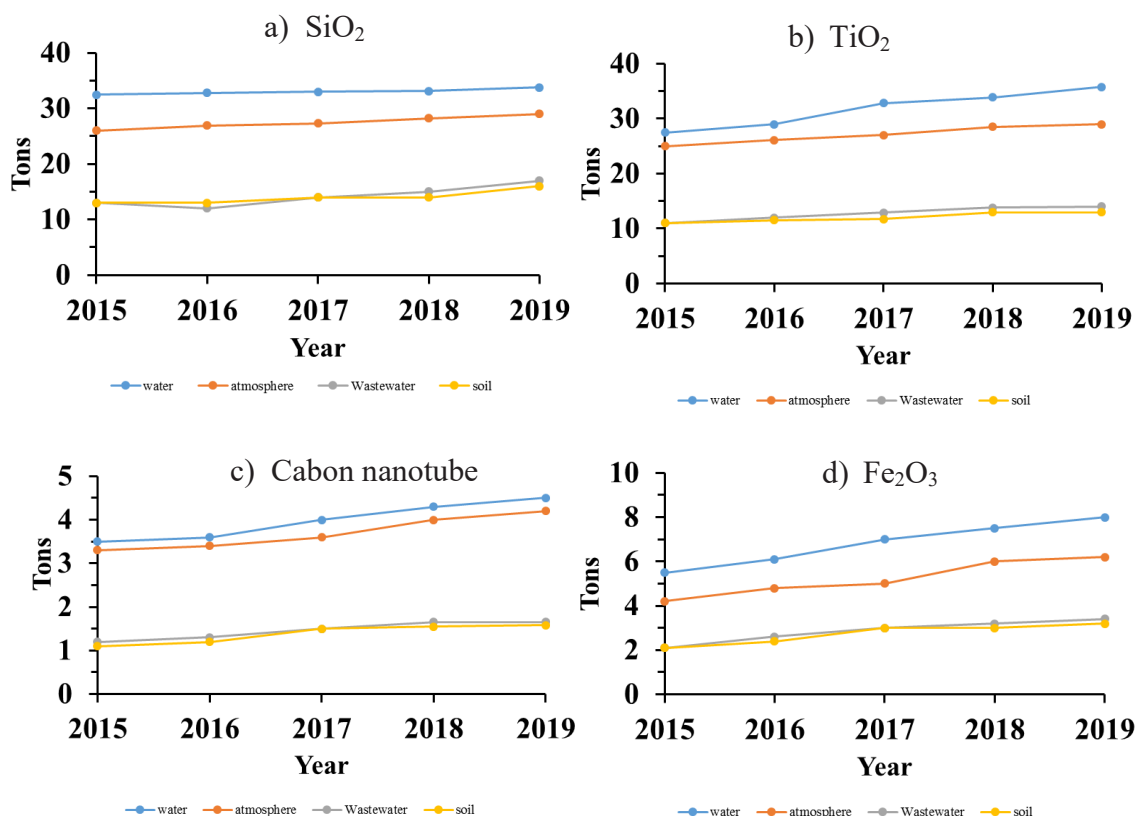 a) SiO₂
40
30
20
10
0
Tons
2015 2016 2017 2018 2019
Year
water atmosphere Wastewater soil
b) TiO₂
40
30
20
10
0
Tons
2015 2016 2017 2018 2019
Year
water atmosphere Wastewater soil
c) Cabon nanotube
5
4
3
2
1
0
Tons
2015 2016 2017 2018 2019
Year
water atmosphere Wastewater soil
d) Fe₂O₃
10
8
6
4
2
0
Tons
2015 2016 2017 2018 2019
Year
water atmosphere Wastewater soil